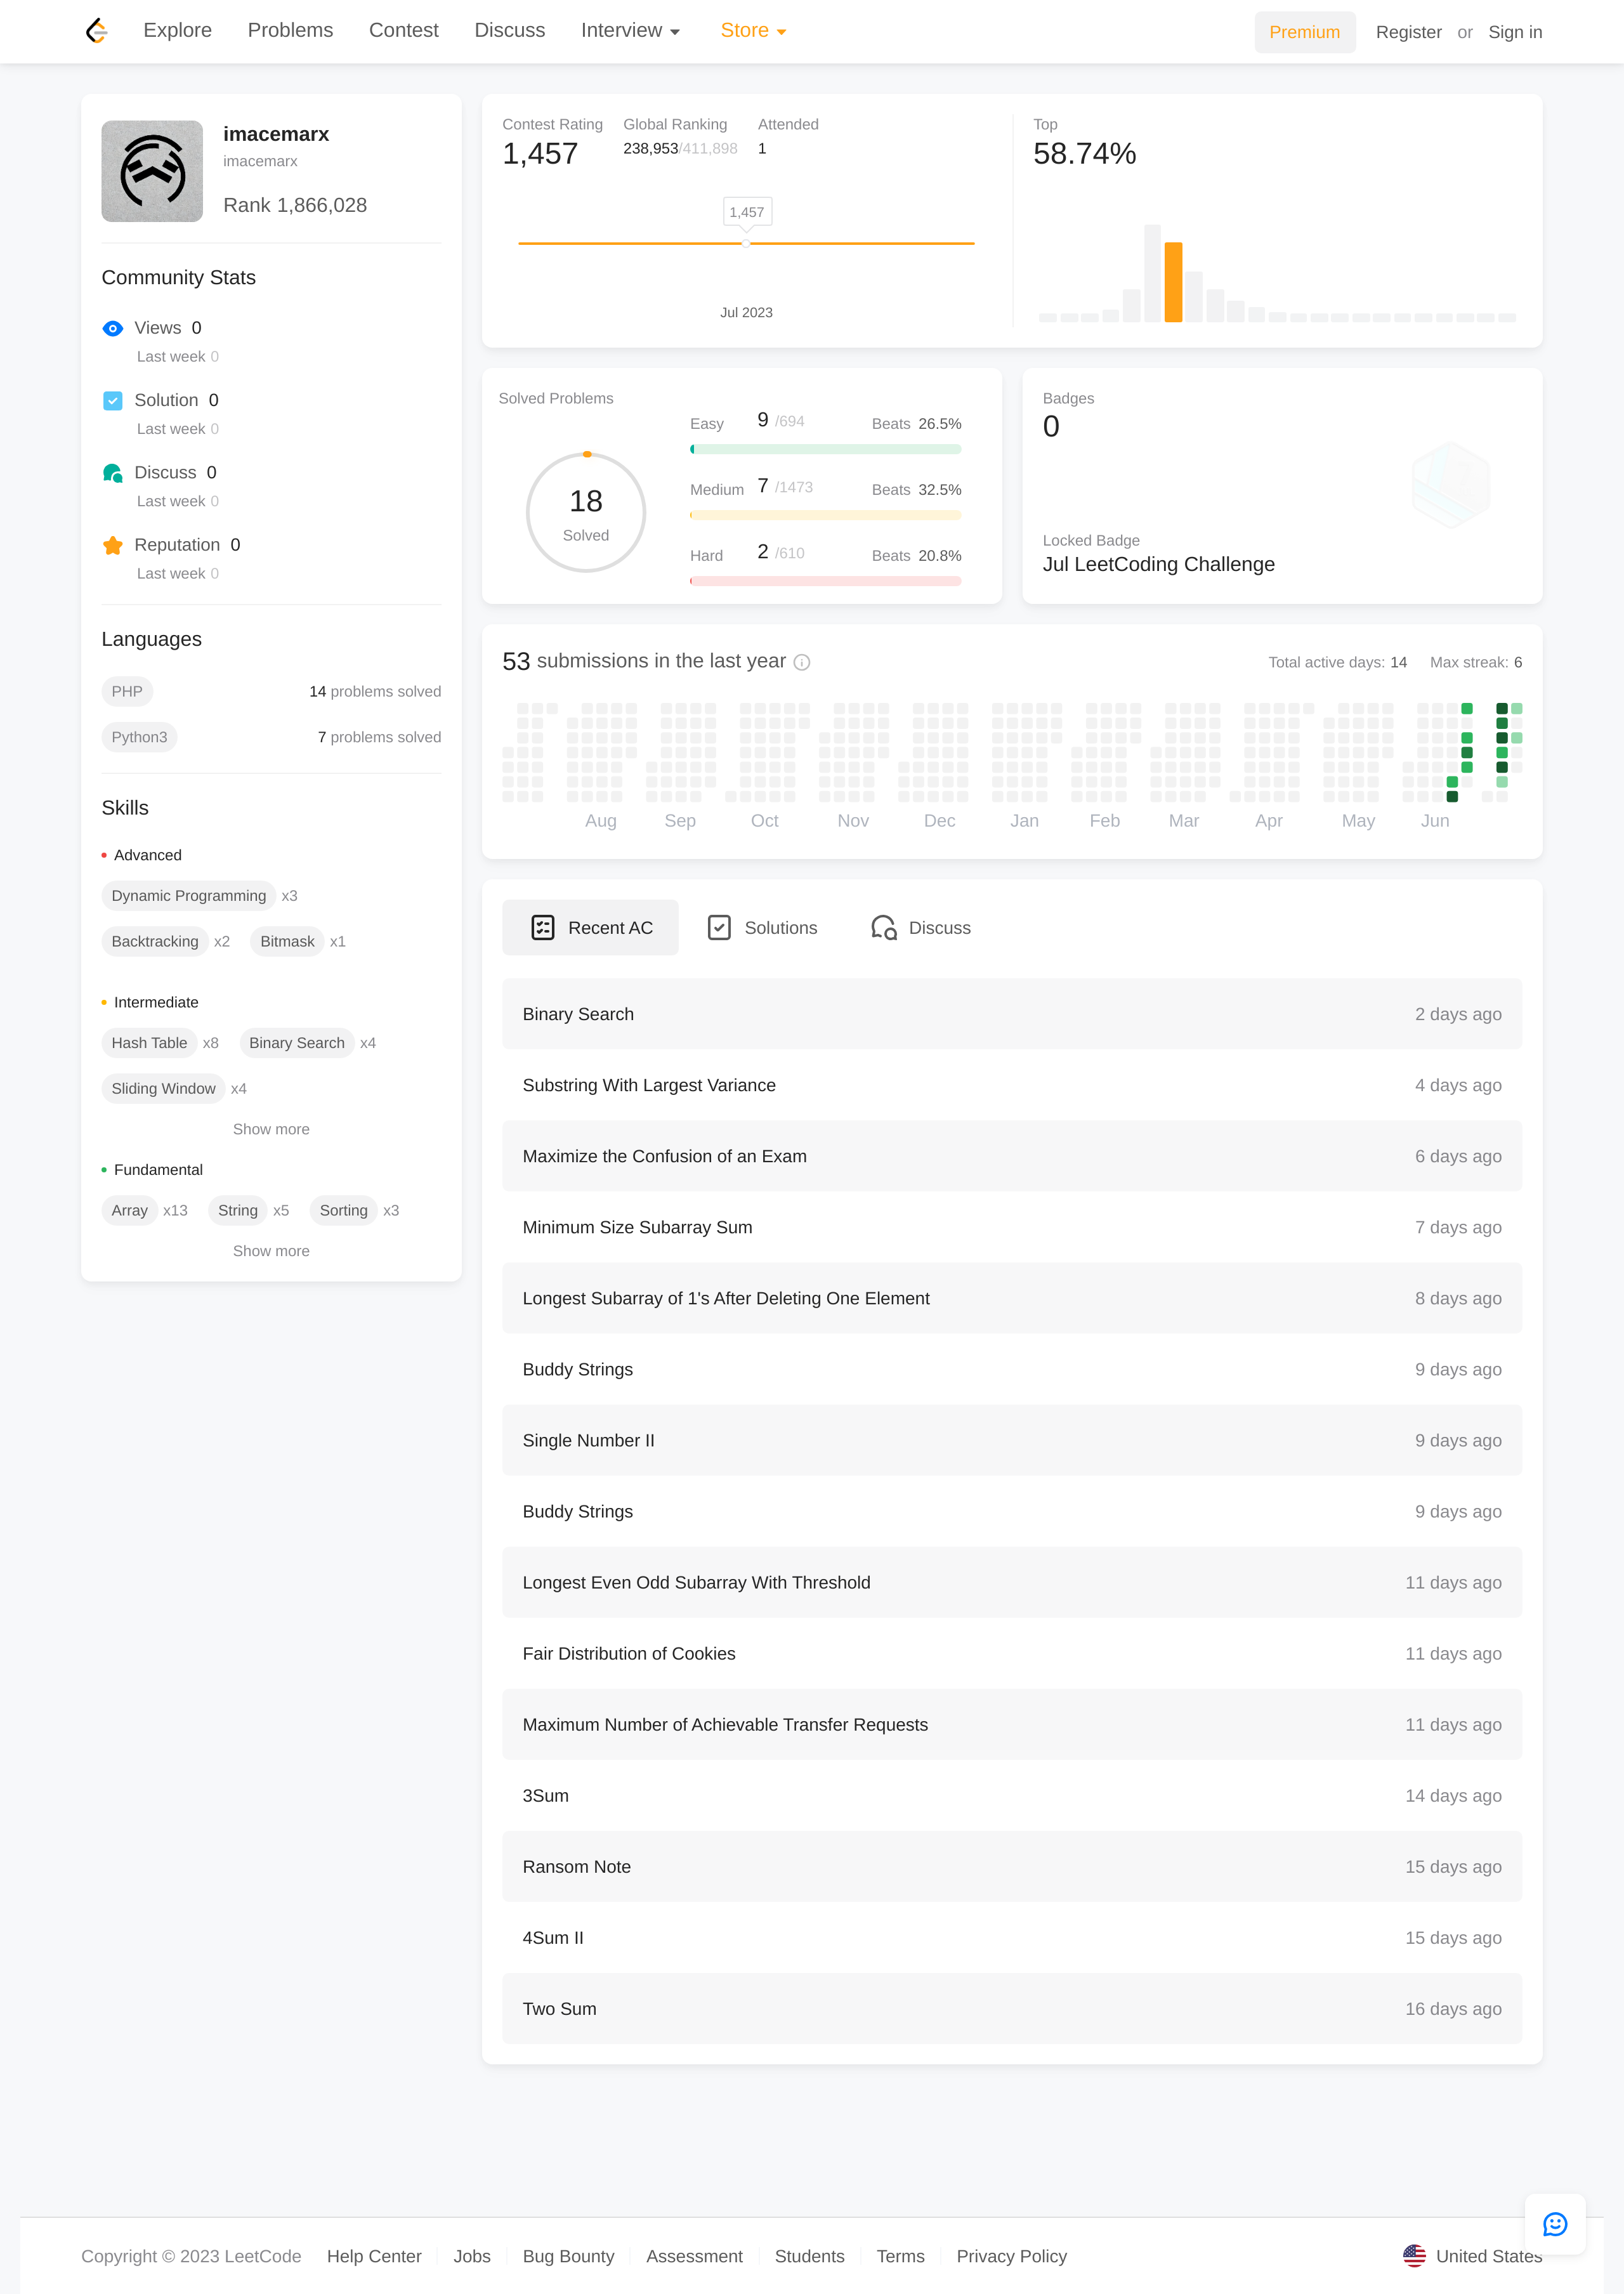 Explore Problems Contest Discuss Interview Store Premium Register or Sign in
imacemarx
imacemarx
Rank 1,866,028
Community Stats
Views 0
Last week 0
Solution 0
Last week 0
Discuss 0
Last week 0
Reputation 0
Last week 0
Languages
PHP 14 problems solved
Python3 7 problems solved
Skills
Advanced
Dynamic Programming x3
Backtracking x2 Bitmask x1
Intermediate
Hash Table x8 Binary Search x4
Sliding Window x4
Show more
Fundamental
Array x13 String x5 Sorting x3
Show more
Contest Rating Global Ranking Attended
1,457 238,953/411,898 1
1,457
Jul 2023
Top
58.74%
Solved Problems
18
Solved
Easy 9 /694 Beats 26.5%
Medium 7 /1473 Beats 32.5%
Hard 2 /610 Beats 20.8%
Badges
0
Locked Badge
Jul LeetCoding Challenge
53 submissions in the last year Total active days: 14 Max streak: 6
Aug Sep Oct Nov Dec Jan Feb Mar Apr May Jun
Recent AC Solutions Discuss
Binary Search 2 days ago
Substring With Largest Variance 4 days ago
Maximize the Confusion of an Exam 6 days ago
Minimum Size Subarray Sum 7 days ago
Longest Subarray of 1's After Deleting One Element 8 days ago
Buddy Strings 9 days ago
Single Number II 9 days ago
Buddy Strings 9 days ago
Longest Even Odd Subarray With Threshold 11 days ago
Fair Distribution of Cookies 11 days ago
Maximum Number of Achievable Transfer Requests 11 days ago
3Sum 14 days ago
Ransom Note 15 days ago
4Sum II 15 days ago
Two Sum 16 days ago
Copyright © 2023 LeetCode Help Center Jobs Bug Bounty Assessment Students Terms Privacy Policy United States